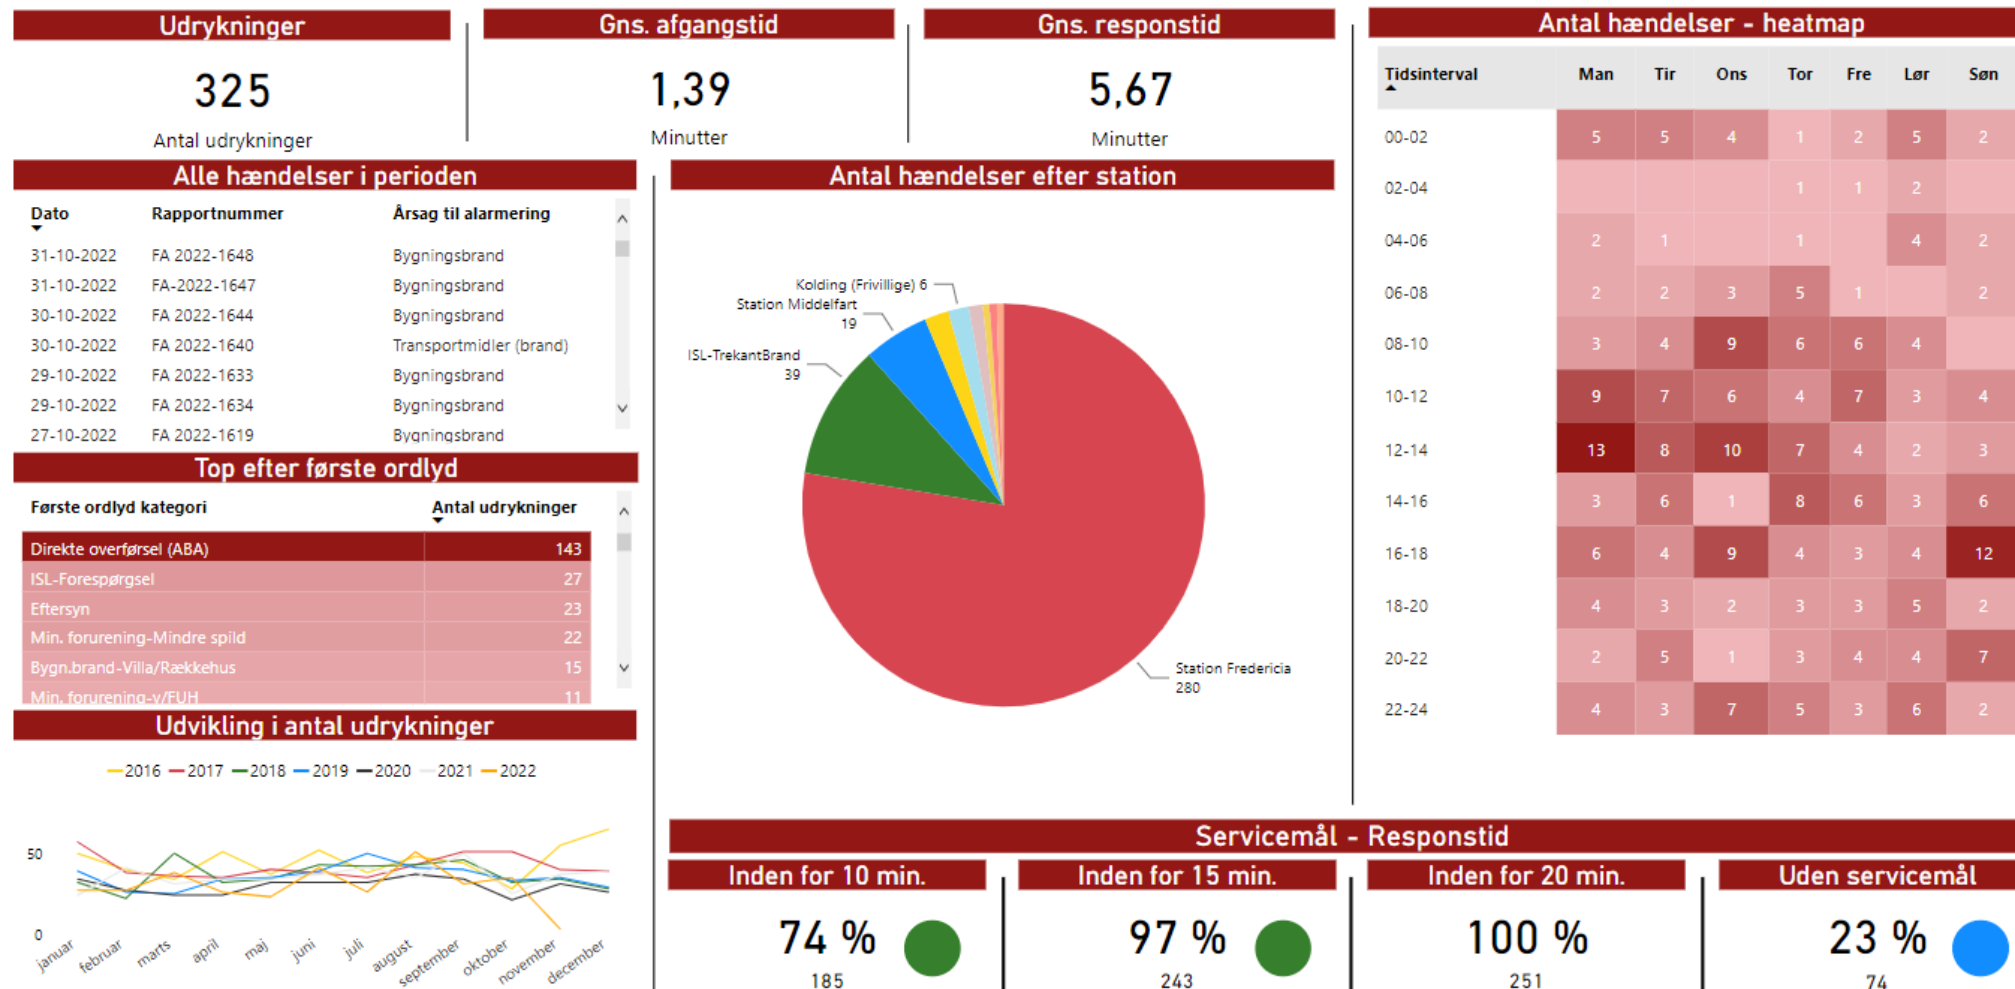 Udrykninger
325
Antal udrykninger
Gns. afgangstid
1,39
Minutter
Gns. responstid
5,67
Minutter
Alle hændelser i perioden
Dato Rapportnummer Årsag til alarmering
31-10-2022 FA 2022-1648 Bygningsbrand
31-10-2022 FA-2022-1647 Bygningsbrand
30-10-2022 FA 2022-1644 Bygningsbrand
30-10-2022 FA 2022-1640 Transportmidler (brand)
29-10-2022 FA 2022-1633 Bygningsbrand
29-10-2022 FA 2022-1634 Bygningsbrand
27-10-2022 FA 2022-1619 Bygningsbrand
Top efter første ordlyd
Første ordlyd kategori Antal udrykninger
Direkte overførsel (ABA) 143
ISL-Forespørgsel 27
Eftersyn 23
Min. forurening-Mindre spild 22
Bygn.brand-Villa/Rækkehus 15
Min. forurening-v/FUH 11
Udvikling i antal udrykninger
2016 2017 2018 2019 2020 2021 2022
50
0
januar februar marts april maj juni juli august september oktober november december
Antal hændelser efter station
Kolding (Frivillige) 6
Station Middelfart
19
ISL-TrekantBrand
39
Station Fredericia
280
Antal hændelser - heatmap
Tidsinterval Man Tir Ons Tor Fre Lør Søn
00-02 5 5 4 1 2 5 2
02-04 1 1 2
04-06 2 1 1 4 2
06-08 2 2 3 5 1 2
08-10 3 4 9 6 6 4
10-12 9 7 6 4 7 3 4
12-14 13 8 10 7 4 2 3
14-16 3 6 1 8 6 3 6
16-18 6 4 9 4 3 4 12
18-20 4 3 2 3 3 5 2
20-22 2 5 1 3 4 4 7
22-24 4 3 7 5 3 6 2
Servicemål - Responstid
Inden for 10 min.
74 %
185
Inden for 15 min.
97 %
243
Inden for 20 min.
100 %
251
Uden servicemål
23 %
74